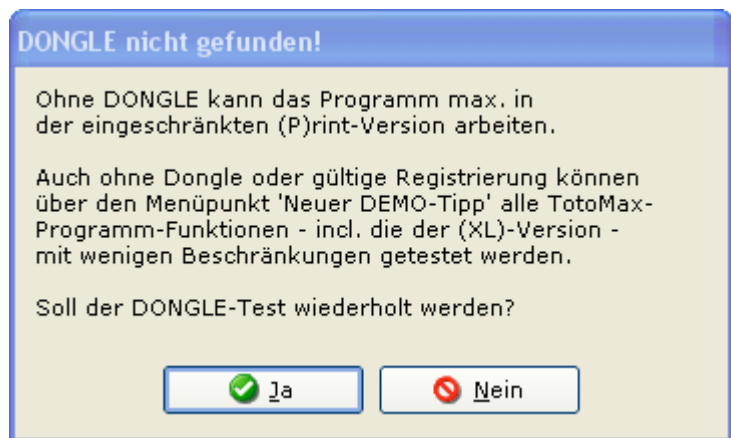 DONGLE nicht gefunden!
Ohne DONGLE kann das Programm max. in
der eingeschränkten (P)rint-Version arbeiten.
Auch ohne Dongle oder gültige Registrierung können
über den Menüpunkt 'Neuer DEMO-Tipp' alle TotoMax-
Programm-Funktionen - incl. die der (XL)-Version -
mit wenigen Beschränkungen getestet werden.
Soll der DONGLE-Test wiederholt werden?
Ja
Nein